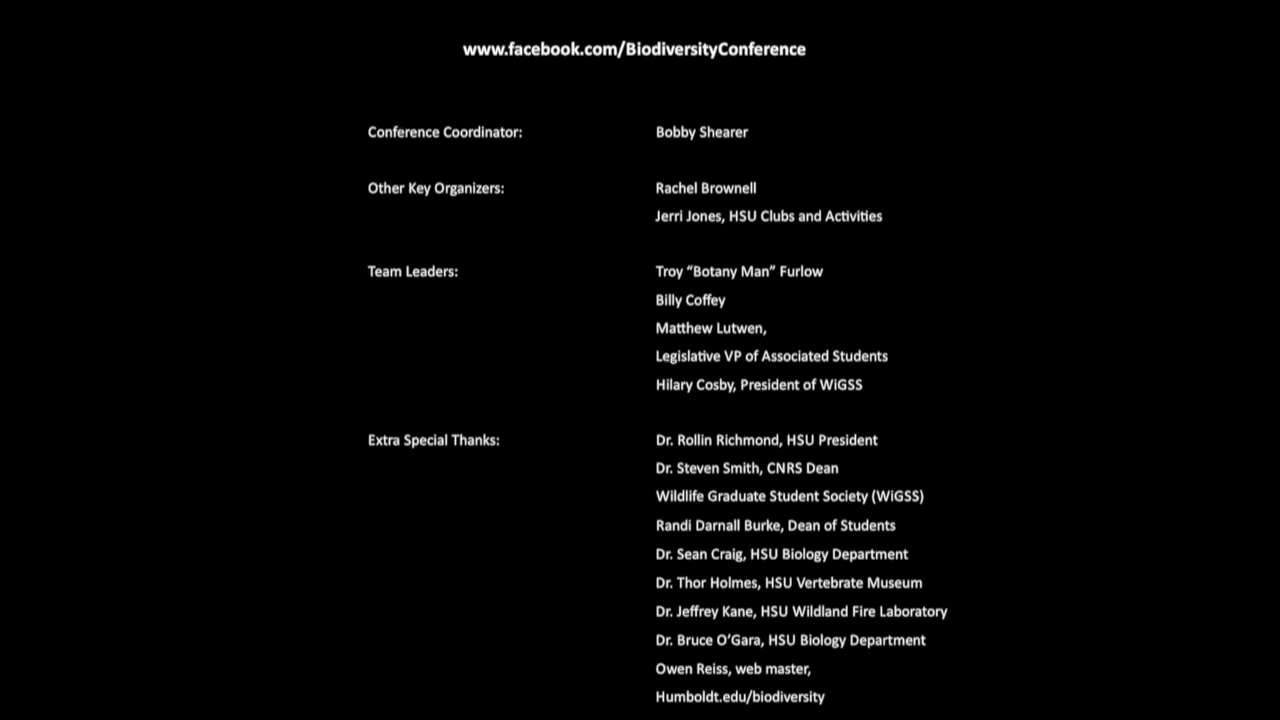 www.facebook.com/BiodiversityConference
Conference Coordinator: Bobby Shearer
Other Key Organizers: Rachel Brownell
Jerri Jones, HSU Clubs and Activities
Team Leaders: Troy “Botany Man” Furlow
Billy Coffey
Matthew Lutwen,
Legislative VP of Associated Students
Hilary Cosby, President of WiGSS
Extra Special Thanks: Dr. Rollin Richmond, HSU President
Dr. Steven Smith, CNRS Dean
Wildlife Graduate Student Society (WiGSS)
Randi Darnall Burke, Dean of Students
Dr. Sean Craig, HSU Biology Department
Dr. Thor Holmes, HSU Vertebrate Museum
Dr. Jeffrey Kane, HSU Wildland Fire Laboratory
Dr. Bruce O’Gara, HSU Biology Department
Owen Reiss, web master,
Humboldt.edu/biodiversity